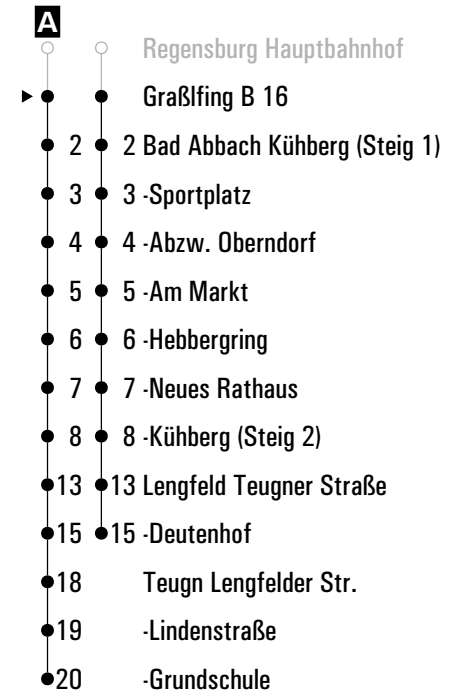 A
Regensburg Hauptbahnhof
Graßlfing B 16
2 2 Bad Abbach Kühberg (Steig 1)
3 3 -Sportplatz
4 4 -Abzw. Oberndorf
5 5 -Am Markt
6 6 -Hebbergring
7 7 -Neues Rathaus
8 8 -Kühberg (Steig 2)
13 13 Lengfeld Teugner Straße
15 15 -Deutenhof
18 Teugn Lengfelder Str.
19 -Lindenstraße
20 -Grundschule